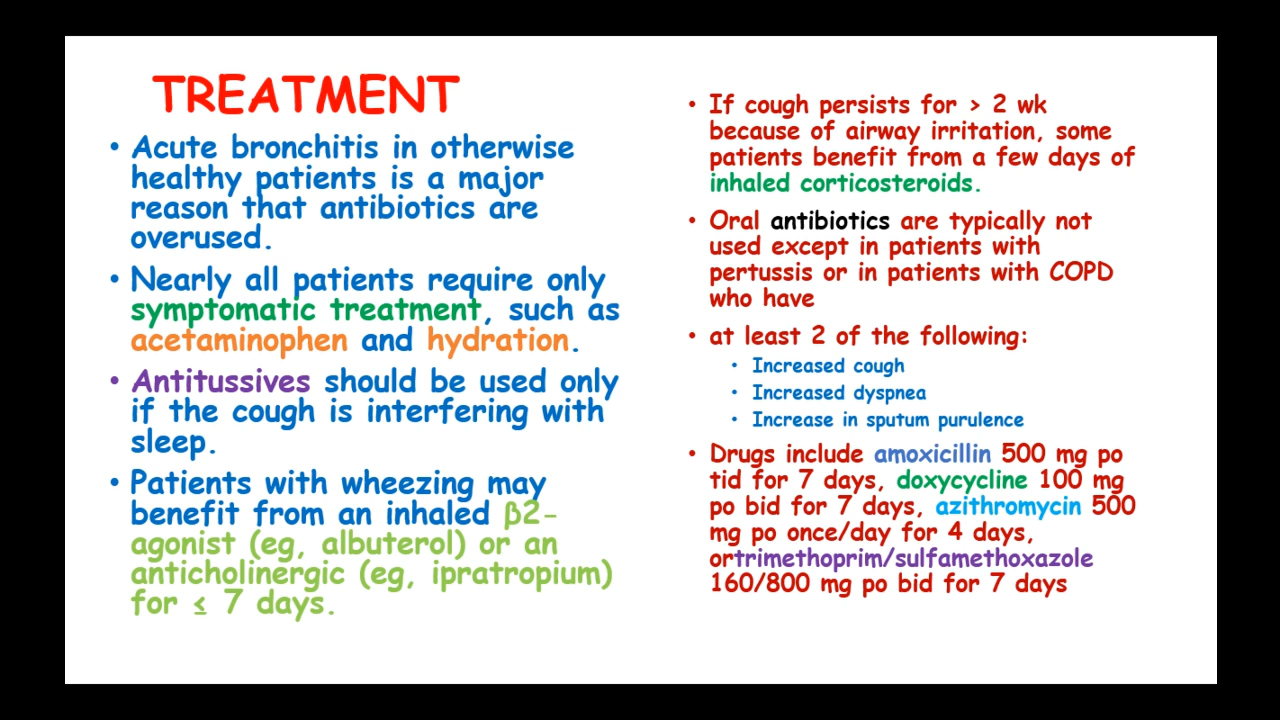 TREATMENT
• Acute bronchitis in otherwise
healthy patients is a major
reason that antibiotics are
overused.
• Nearly all patients require only
symptomatic treatment, such as
acetaminophen and hydration.
• Antitussives should be used only
if the cough is interfering with
sleep.
• Patients with wheezing may
benefit from an inhaled β2-
agonist (eg, albuterol) or an
anticholinergic (eg, ipratropium)
for ≤ 7 days.
• If cough persists for > 2 wk
because of airway irritation, some
patients benefit from a few days of
inhaled corticosteroids.
• Oral antibiotics are typically not
used except in patients with
pertussis or in patients with COPD
who have
• at least 2 of the following:
• Increased cough
• Increased dyspnea
• Increase in sputum purulence
• Drugs include amoxicillin 500 mg po
tid for 7 days, doxycycline 100 mg
po bid for 7 days, azithromycin 500
mg po once/day for 4 days,
ortrimethoprim/sulfamethoxazole
160/800 mg po bid for 7 days